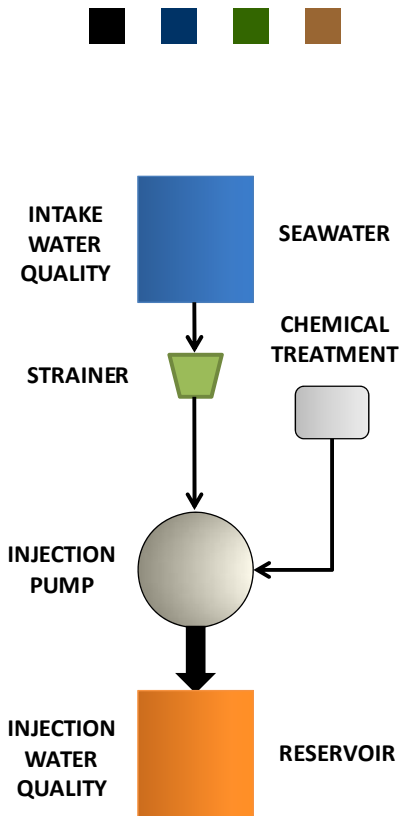 INTAKE
WATER
QUALITY
SEAWATER
CHEMICAL
TREATMENT
STRAINER
INJECTION
PUMP
INJECTION
WATER
QUALITY
RESERVOIR